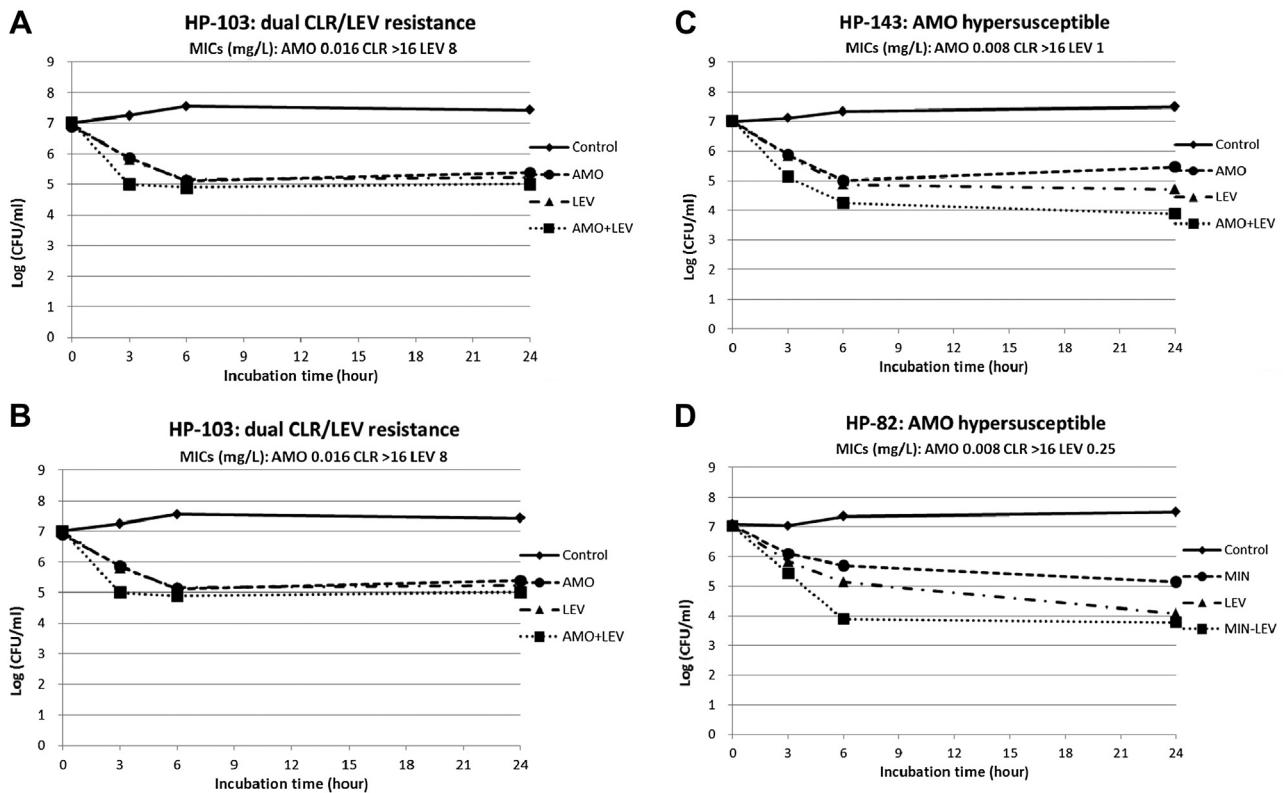 A
HP-103: dual CLR/LEV resistance
MICs (mg/L): AMO 0.016 CLR >16 LEV 8
Log (CFU/ml)
9
8
7
6
5
4
3
2
1
0
0 3 6 9 12 15 18 21 24
Incubation time (hour)
Control
AMO
LEV
AMO+LEV
C
HP-143: AMO hypersusceptible
MICs (mg/L): AMO 0.008 CLR >16 LEV 1
Log (CFU/ml)
9
8
7
6
5
4
3
2
1
0
0 3 6 9 12 15 18 21 24
Incubation time (hour)
Control
AMO
LEV
AMO+LEV
B
HP-103: dual CLR/LEV resistance
MICs (mg/L): AMO 0.016 CLR >16 LEV 8
Log (CFU/ml)
9
8
7
6
5
4
3
2
1
0
0 3 6 9 12 15 18 21 24
Incubation time (hour)
Control
AMO
LEV
AMO+LEV
D
HP-82: AMO hypersusceptible
MICs (mg/L): AMO 0.008 CLR >16 LEV 0.25
Log (CFU/ml)
9
8
7
6
5
4
3
2
1
0
0 3 6 9 12 15 18 21 24
Incubation time (hour)
Control
MIN
LEV
MIN-LEV